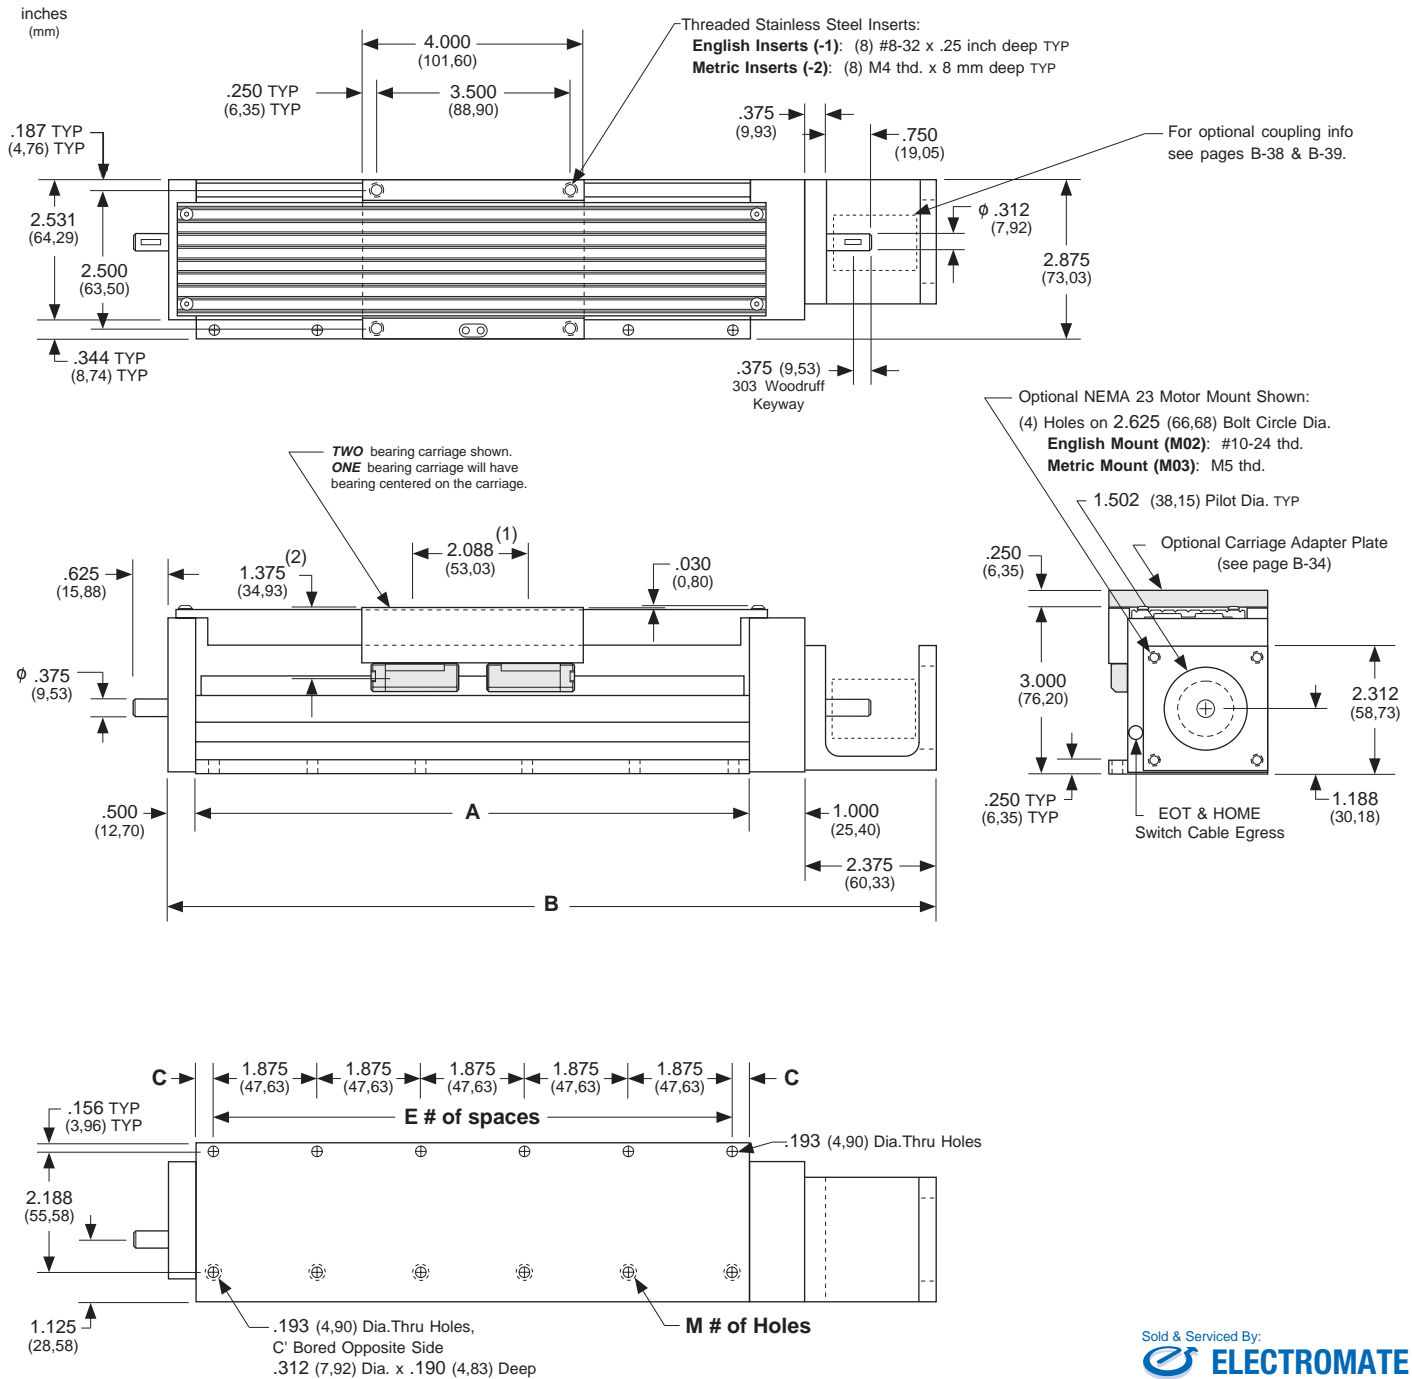 inches
(mm)
4.000
(101,60)
Threaded Stainless Steel Inserts:
English Inserts (-1): (8) #8-32 x .25 inch deep TYP
Metric Inserts (-2): (8) M4 thd. x 8 mm deep TYP
.250 TYP
(6,35) TYP
3.500
(88,90)
.187 TYP
(4,76) TYP
.375
(9,93)
.750
(19,05)
For optional coupling info
see pages B-38 & B-39.
2.531
(64,29)
2.500
(63,50)
ϕ .312
(7,92)
2.875
(73,03)
.344 TYP
(8,74) TYP
.375 (9,53)
303 Woodruff
Keyway
Optional NEMA 23 Motor Mount Shown:
(4) Holes on 2.625 (66,68) Bolt Circle Dia.
English Mount (M02): #10-24 thd.
Metric Mount (M03): M5 thd.
1.502 (38,15) Pilot Dia. TYP
TWO bearing carriage shown.
ONE bearing carriage will have
bearing centered on the carriage.
Optional Carriage Adapter Plate
(see page B-34)
.625
(15,88)
1.375 (2)
(34,93)
2.088 (1)
(53,03)
.030
(0,80)
.250
(6,35)
ϕ .375
(9,53)
3.000
(76,20)
2.312
(58,73)
.500
(12,70)
A
1.000
(25,40)
2.375
(60,33)
B
.250 TYP
(6,35) TYP
EOT & HOME
Switch Cable Egress
1.188
(30,18)
C
1.875
(47,63)
1.875
(47,63)
1.875
(47,63)
1.875
(47,63)
1.875
(47,63)
C
.156 TYP
(3,96) TYP
E # of spaces
.193 (4,90) Dia.Thru Holes
2.188
(55,58)
1.125
(28,58)
.193 (4,90) Dia.Thru Holes,
C' Bored Opposite Side
.312 (7,92) Dia. x .190 (4,83) Deep
M # of Holes
Sold & Serviced By:
ELECTROMATE